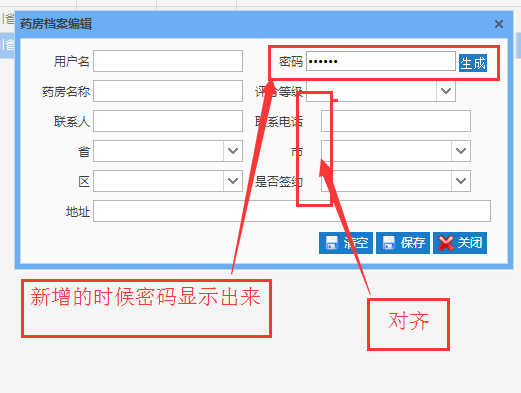 药房档案编辑
用户名 密码 •••••• 生成
药房名称 评价等级
联系人 联系电话
省 市
区 是否签约
地址
清空 保存 关闭
新增的时候密码显示出来
对齐